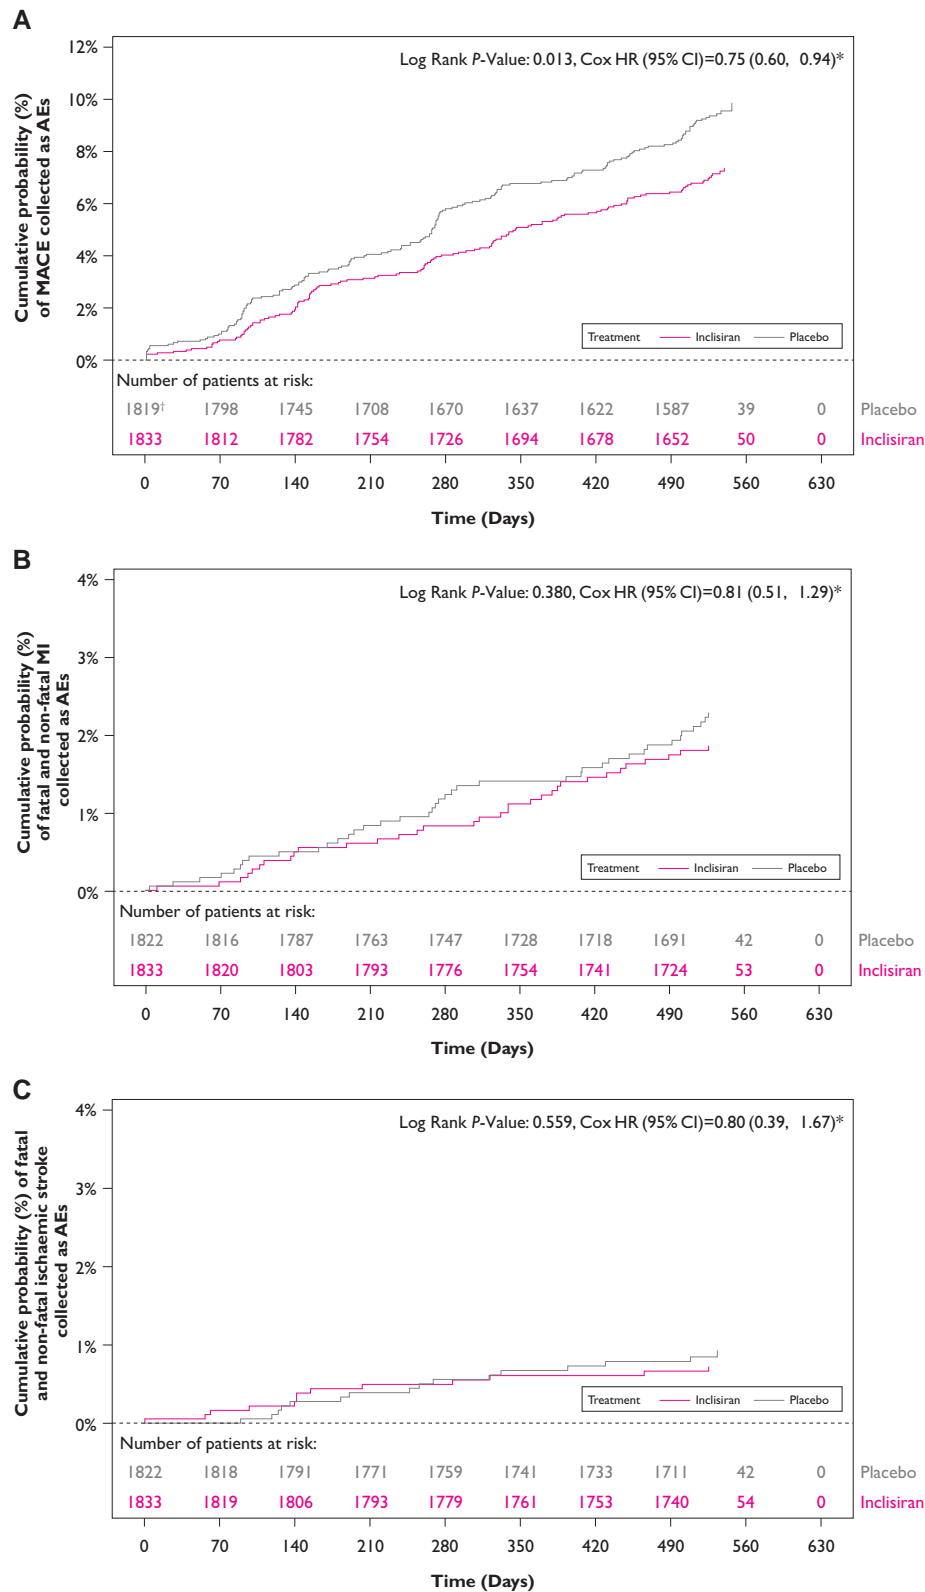 A
Cumulative probability (%)
of MACE collected as AEs
12%
10%
8%
6%
4%
2%
0%
Log Rank P-Value: 0.013, Cox HR (95% CI)=0.75 (0.60, 0.94)*
Treatment Inclisiran Placebo
Number of patients at risk:
1819† 1798 1745 1708 1670 1637 1622 1587 39 0 Placebo
1833 1812 1782 1754 1726 1694 1678 1652 50 0 Inclisiran
0 70 140 210 280 350 420 490 560 630
Time (Days)
B
Cumulative probability (%)
of fatal and non-fatal MI
collected as AEs
4%
3%
2%
1%
0%
Log Rank P-Value: 0.380, Cox HR (95% CI)=0.81 (0.51, 1.29)*
Treatment Inclisiran Placebo
Number of patients at risk:
1822 1816 1787 1763 1747 1728 1718 1691 42 0 Placebo
1833 1820 1803 1793 1776 1754 1741 1724 53 0 Inclisiran
0 70 140 210 280 350 420 490 560 630
Time (Days)
C
Cumulative probability (%) of fatal
and non-fatal ischaemic stroke
collected as AEs
4%
3%
2%
1%
0%
Log Rank P-Value: 0.559, Cox HR (95% CI)=0.80 (0.39, 1.67)*
Treatment Inclisiran Placebo
Number of patients at risk:
1822 1818 1791 1771 1759 1741 1733 1711 42 0 Placebo
1833 1819 1806 1793 1779 1761 1753 1740 54 0 Inclisiran
0 70 140 210 280 350 420 490 560 630
Time (Days)